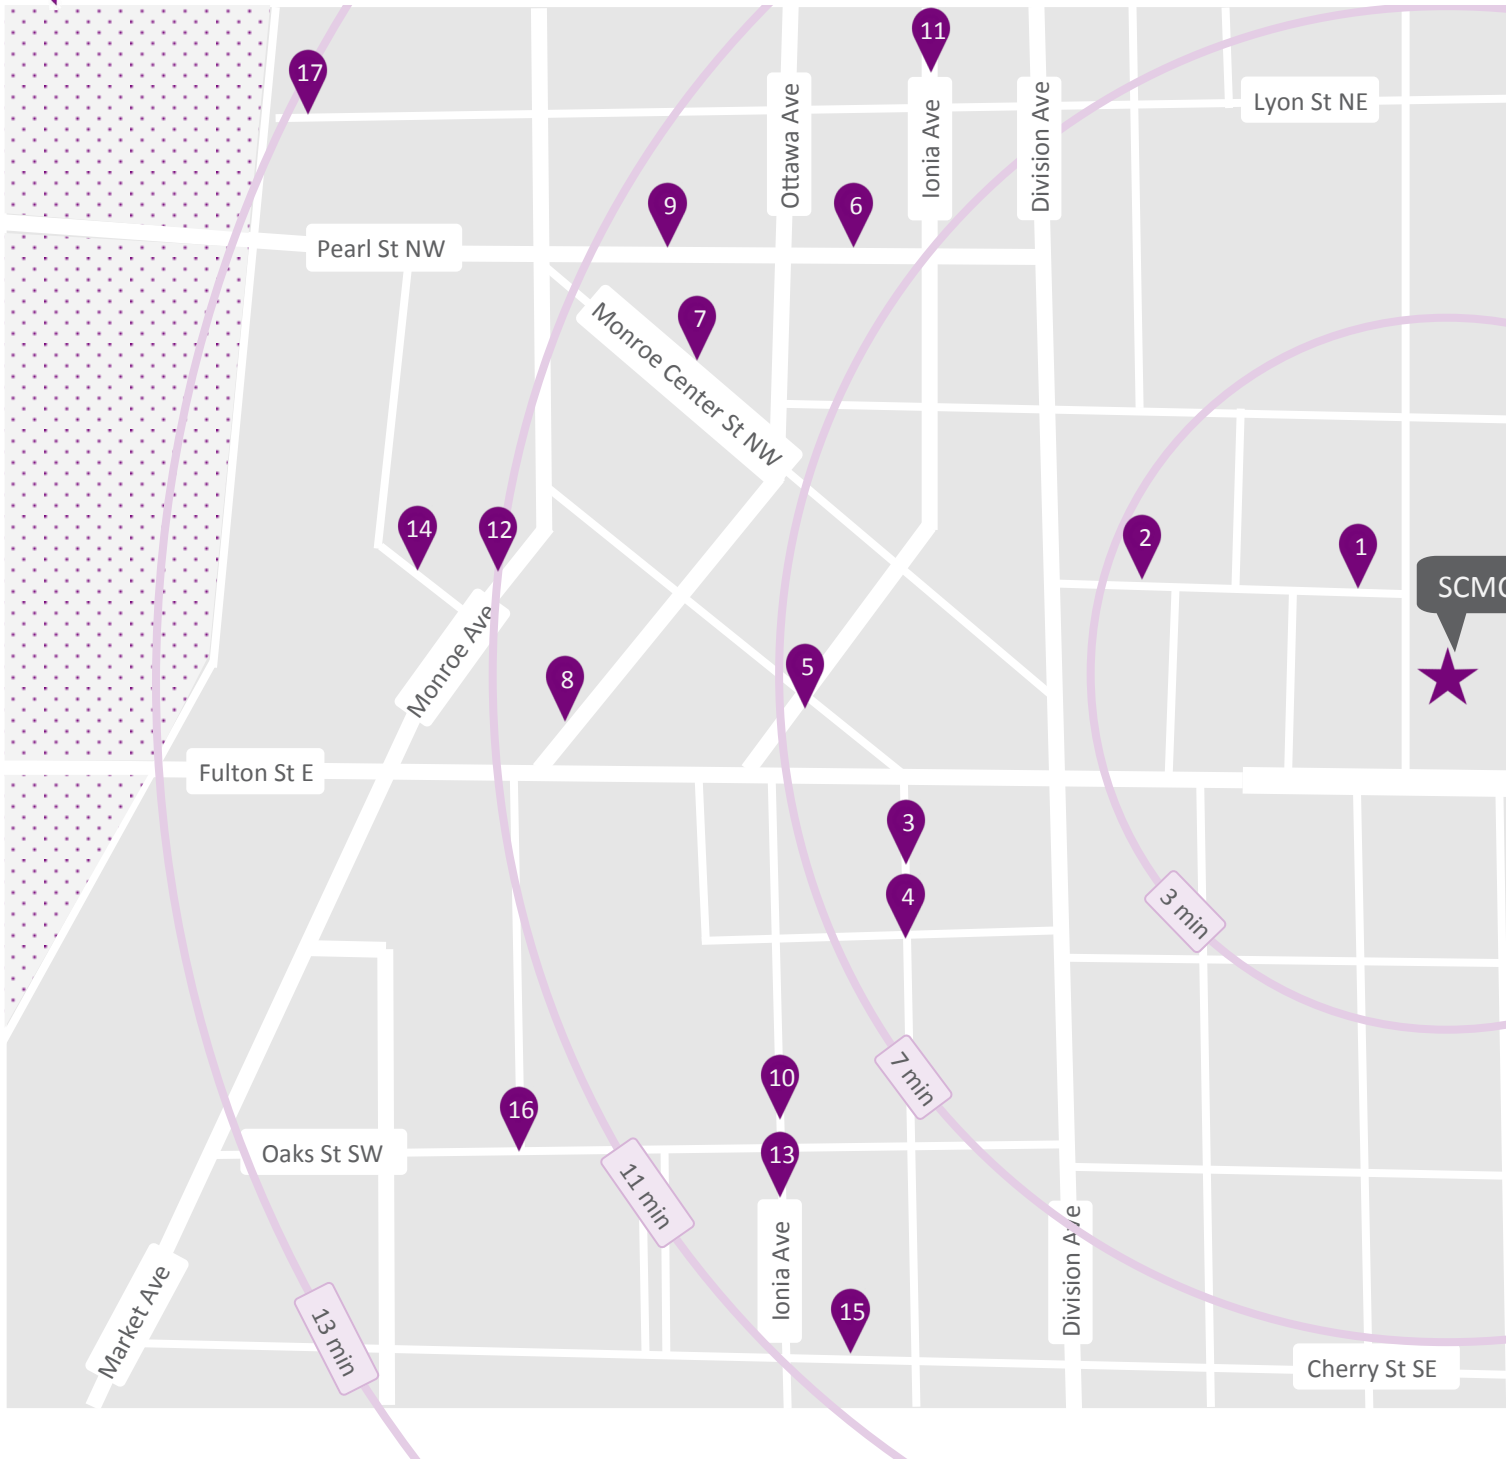 11
17
Lyon St NE
Ottawa Ave
Ionia Ave
Division Ave
9
6
Pearl St NW
7
Monroe Center St NW
14
12
2
1
SCM
Monroe Ave
5
8
Fulton St E
3
4
3 min
7 min
10
16
13
Oaks St SW
11 min
Ionia Ave
Division Ave
Market Ave
15
13 min
Cherry St SE